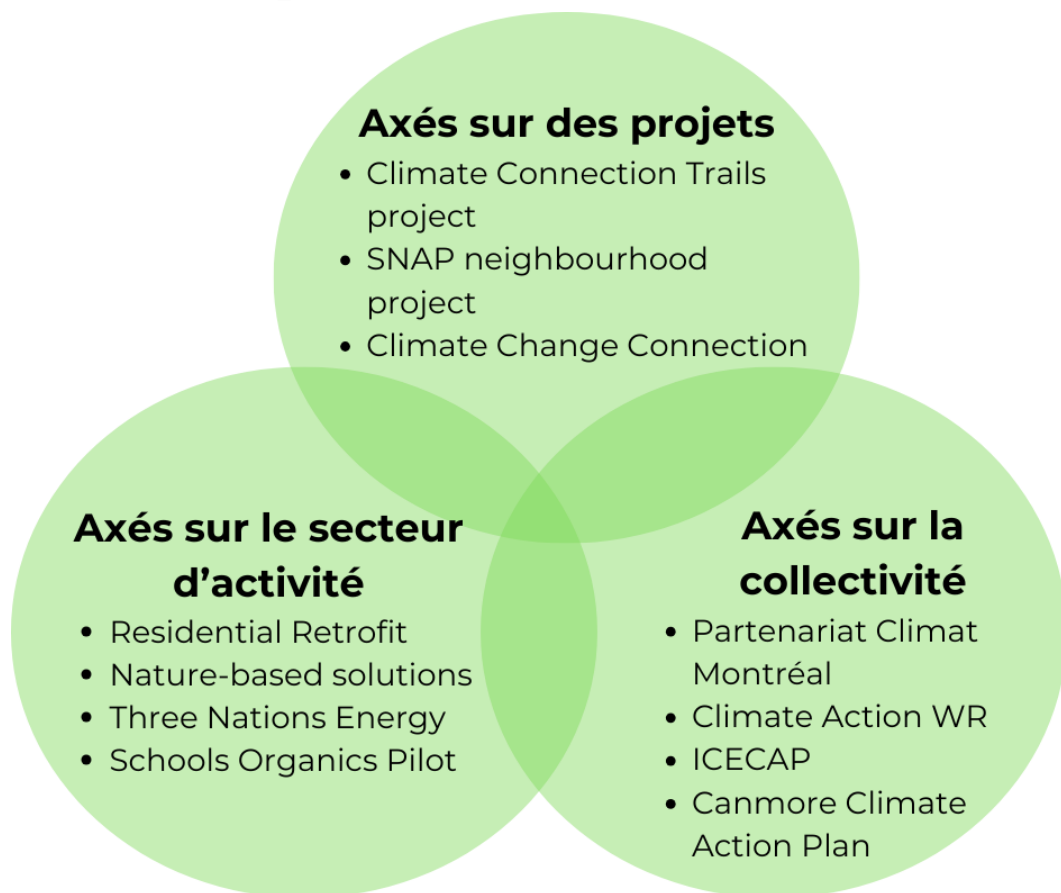 Axés sur des projets
• Climate Connection Trails
project
• SNAP neighbourhood
project
• Climate Change Connection
Axés sur le secteur
d’activité
• Residential Retrofit
• Nature-based solutions
• Three Nations Energy
• Schools Organics Pilot
Axés sur la
collectivité
• Partenariat Climat
Montréal
• Climate Action WR
• ICECAP
• Canmore Climate
Action Plan